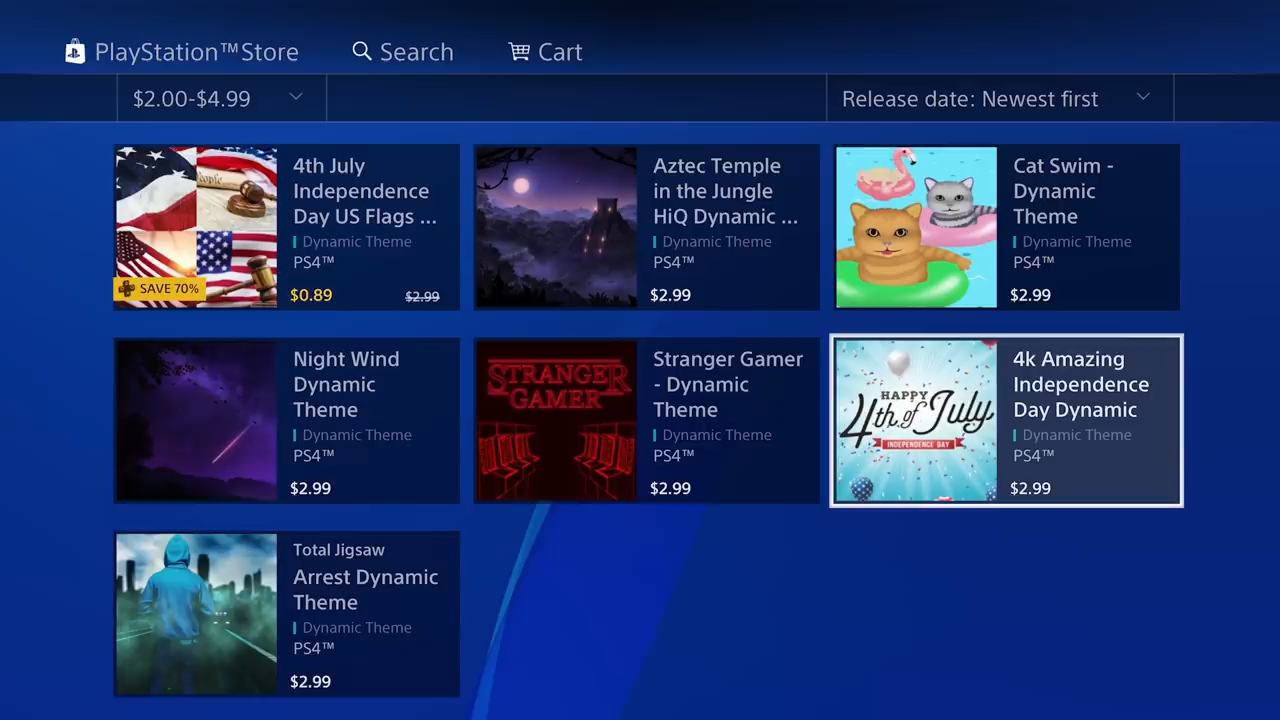 PlayStation™Store
Search
Cart
$2.00-$4.99
Release date: Newest first
4th July
Independence
Day US Flags ...
Dynamic Theme
PS4™
SAVE 70%
$0.89
$2.99
People
Aztec Temple
in the Jungle
HiQ Dynamic ...
Dynamic Theme
PS4™
$2.99
Cat Swim -
Dynamic
Theme
Dynamic Theme
PS4™
$2.99
Night Wind
Dynamic
Theme
Dynamic Theme
PS4™
$2.99
STRANGER
GAMER
Stranger Gamer
- Dynamic
Theme
Dynamic Theme
PS4™
$2.99
HAPPY
4th of July
INDEPENDENCE DAY
4k Amazing
Independence
Day Dynamic
Dynamic Theme
PS4™
$2.99
Total Jigsaw
Arrest Dynamic
Theme
Dynamic Theme
PS4™
$2.99